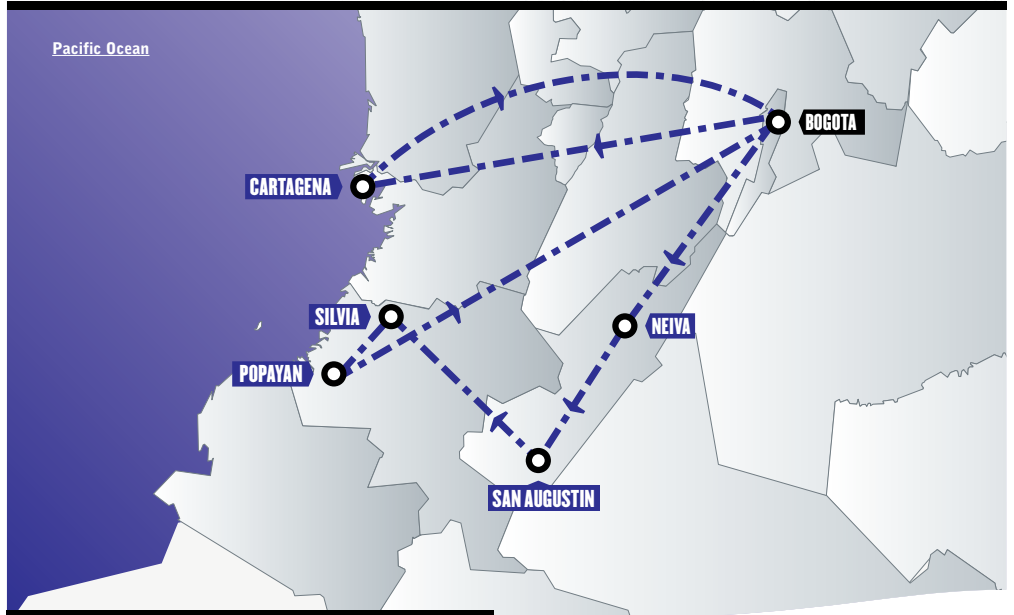 Pacific Ocean
BOGOTA
CARTAGENA
SILVIA
NEIVA
POPAYAN
SAN AUGUSTIN